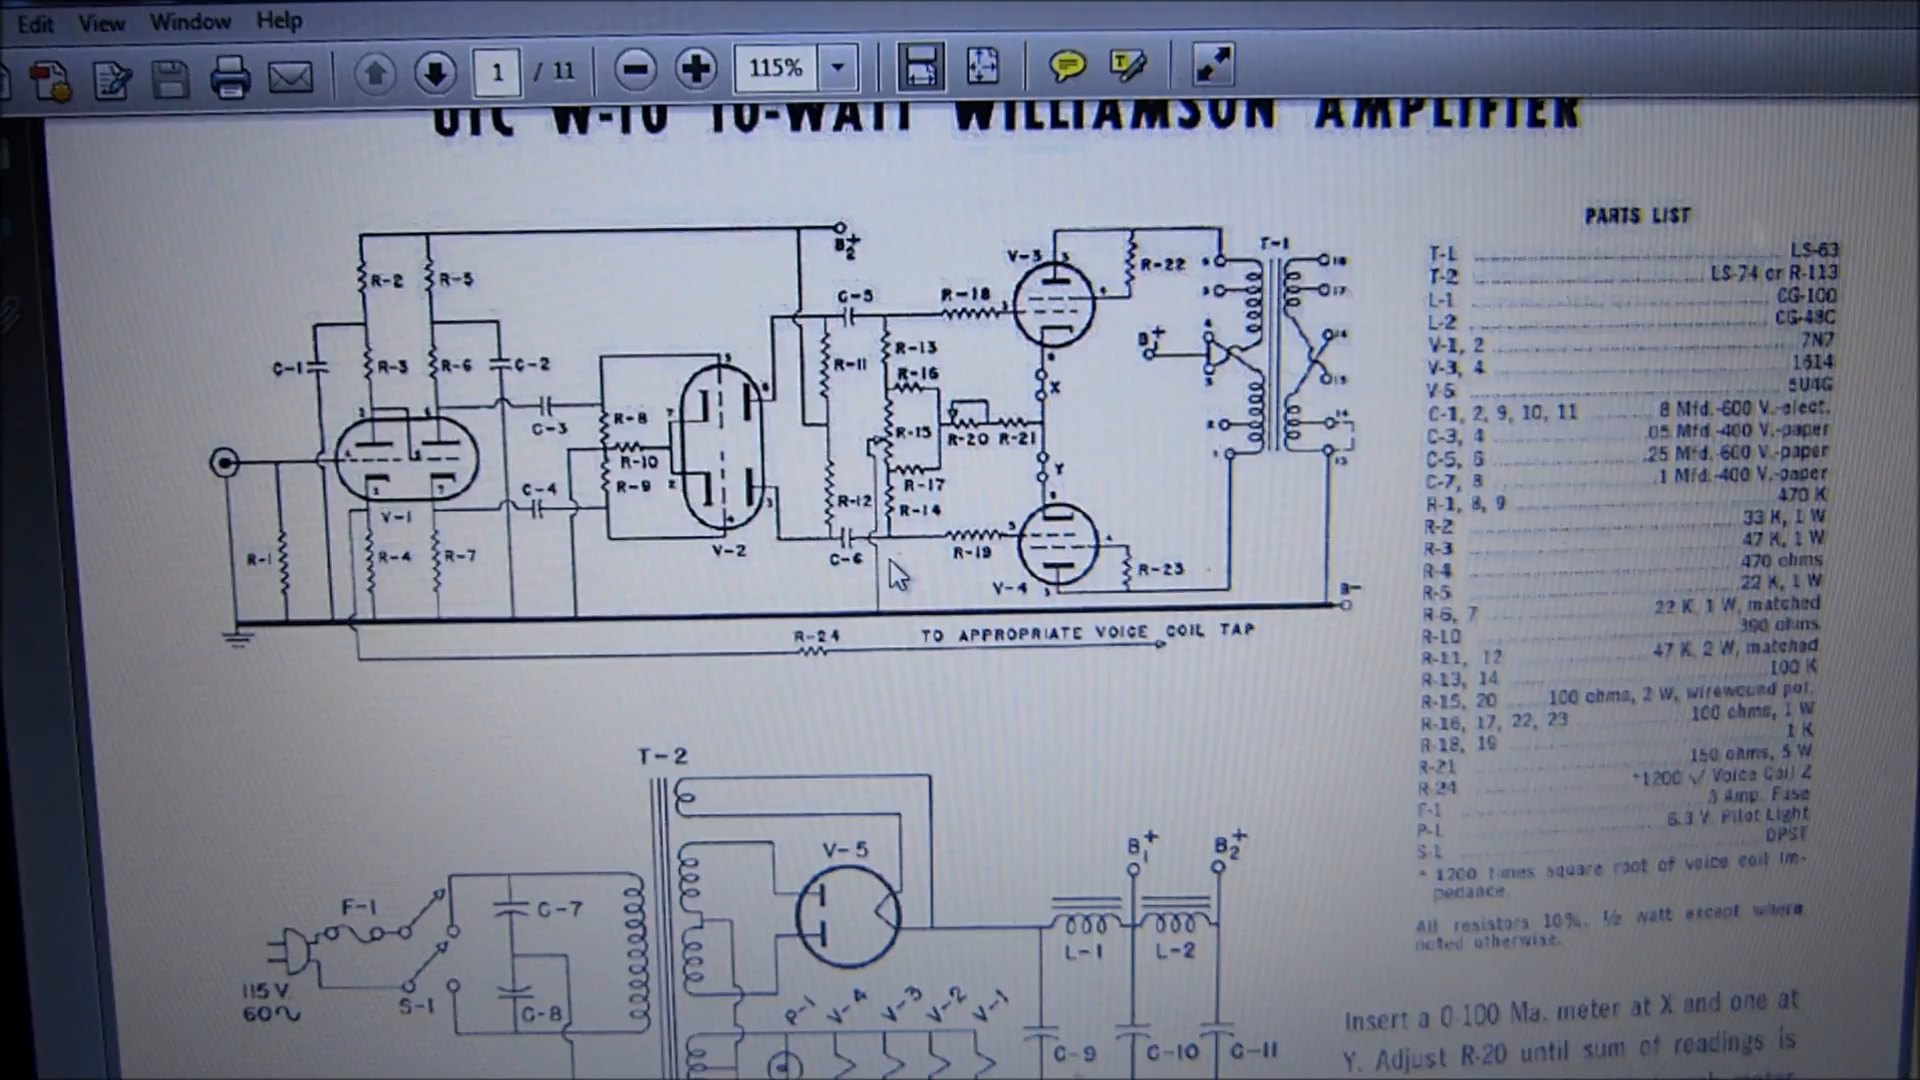 Edit View Window Help
1 / 11 115%
UTC W-10 10-WATT WILLIAMSON AMPLIFIER
PARTS LIST
T-1 LS-63
T-2 LS-74 or R-113
L-1 CG-100
L-2 CG-48C
V-1, 2 7N7
V-3, 4 1614
V-5 5U4G
C-1, 2, 9, 10, 11 8 Mfd.-600 V.-elect.
C-3, 4 .05 Mfd.-400 V.-paper
C-5, 6 .25 Mfd.-600 V.-paper
C-7, 8 .1 Mfd.-400 V.-paper
R-1, 8, 9 470 K
R-2 33 K, 1 W
R-3 47 K, 1 W
R-4 470 ohms
R-5 22 K, 1 W
R-6, 7 22 K, 1 W, matched
R-10 390 ohms
R-11, 12 47 K, 2 W, matched
R-13, 14 100 K
R-15, 20 100 ohms, 2 W, wirewound pot.
R-16, 17, 22, 23 100 ohms, 1 W
R-18, 19 1 K
R-21 150 ohms, 5 W
R-24 *1200 √ Voice Coil Z
F-1 3 Amp. Fuse
P-1 6.3 V. Pilot Light
S-1 DPST
* 1200 times square root of voice coil im-
pedance.
All resistors 10%, ½ watt except where
noted otherwise.
Insert a 0-100 Ma. meter at X and one at
Y. Adjust R-20 until sum of readings is
B2+
R-2 R-5
V-3
R-22
T-1
18
17
C-5
R-18
C-1
R-3 R-6
C-2
R-11
R-13
R-16
B1+
X
C-3
R-8
R-15
R-20 R-21
R-10
R-9
Y
C-4
R-12
R-17
R-14
V-1
V-2
C-6
R-19
R-1
R-4 R-7
V-4
R-23
B-
R-24
TO APPROPRIATE VOICE COIL TAP
T-2
V-5
B1+ B2+
F-1
C-7
L-1 L-2
115 V.
60~
S-1
C-8
P-1 V-4 V-3 V-2 V-1
C-9 C-10 C-11